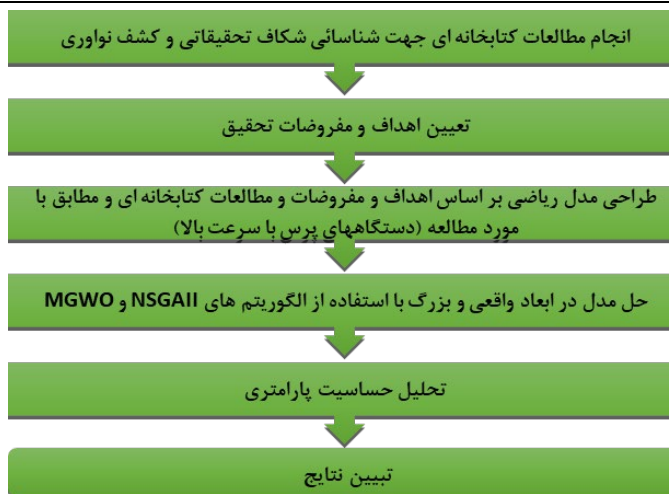 انجام مطالعات کتابخانه ای جهت شناسائی شکاف تحقیقاتی و کشف نوآوری
تعیین اهداف و مفروضات تحقیق
طراحی مدل ریاضی بر اساس اهداف و مفروضات و مطالعات کتابخانه ای و مطابق با
مورد مطالعه (دستگاههای پرس با سرعت بالا)
حل مدل در ابعاد واقعی و بزرگ با استفاده از الگوریتم های NSGAII و MGWO
تحلیل حساسیت پارامتری
تبیین نتایج